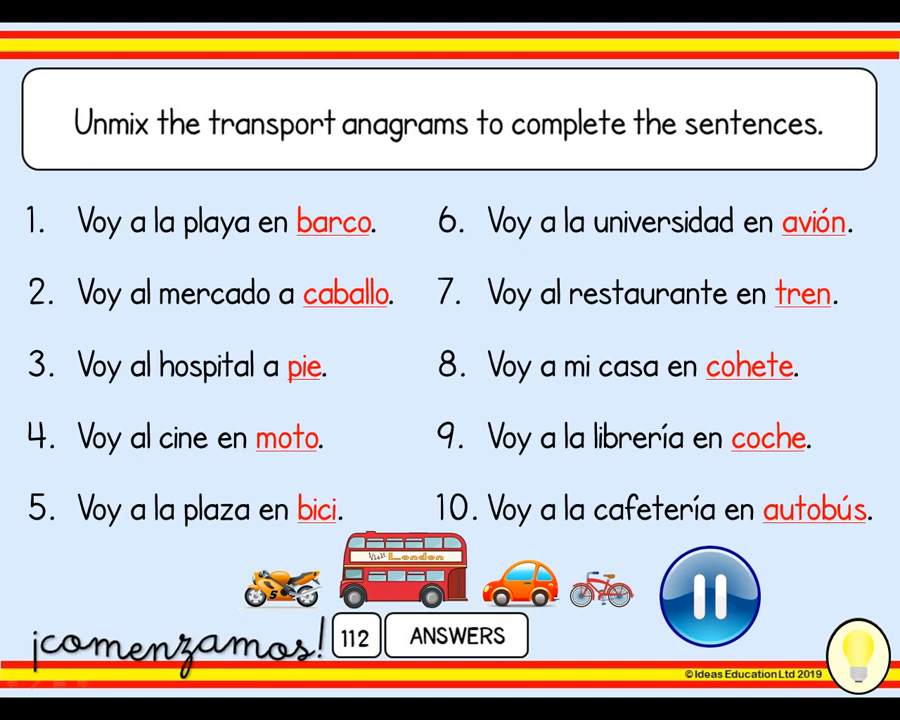 Unmix the transport anagrams to complete the sentences.
1. Voy a la playa en barco.
2. Voy al mercado a caballo.
3. Voy al hospital a pie.
4. Voy al cine en moto.
5. Voy a la plaza en bici.
6. Voy a la universidad en avión.
7. Voy al restaurante en tren.
8. Voy a mi casa en cohete.
9. Voy a la librería en coche.
10. Voy a la cafetería en autobús.
Visit London
5
¡comenzamos!
112
ANSWERS
© Ideas Education Ltd 2019